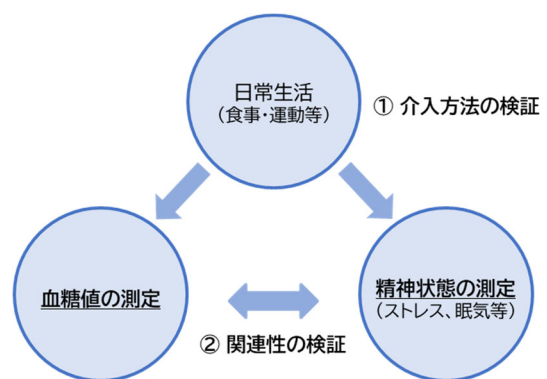 日常生活
（食事・運動等）
① 介入方法の検証
血糖値の測定
精神状態の測定
（ストレス、眠気等）
② 関連性の検証